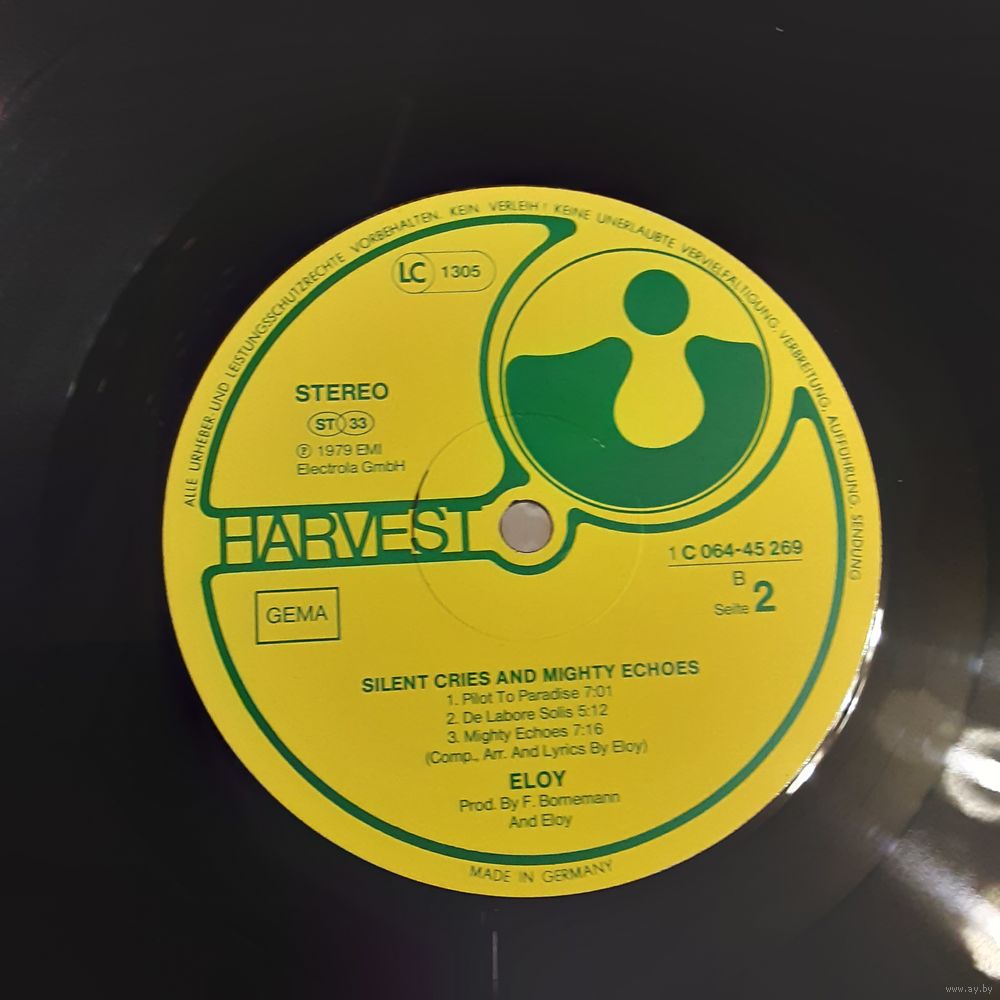 ALLE URHEBER- UND LEISTUNGSSCHUTZRECHTE VORBEHALTEN. KEIN VERLEIH! KEINE UNERLAUBTE VERVIELFÄLTIGUNG, VERBREITUNG, AUFFÜHRUNG, SENDUNG
LC 1305
STEREO
ST 33
Ⓟ 1979 EMI
Electrola GmbH
HARVEST
1 C 064-45 269
B
Seite 2
GEMA
SILENT CRIES AND MIGHTY ECHOES
1. Pilot To Paradise 7:01
2. De Labore Solis 5:12
3. Mighty Echoes 7:16
(Comp., Arr. And Lyrics By Eloy)
ELOY
Prod. By F. Bornemann
And Eloy
MADE IN GERMANY
www.ay.by